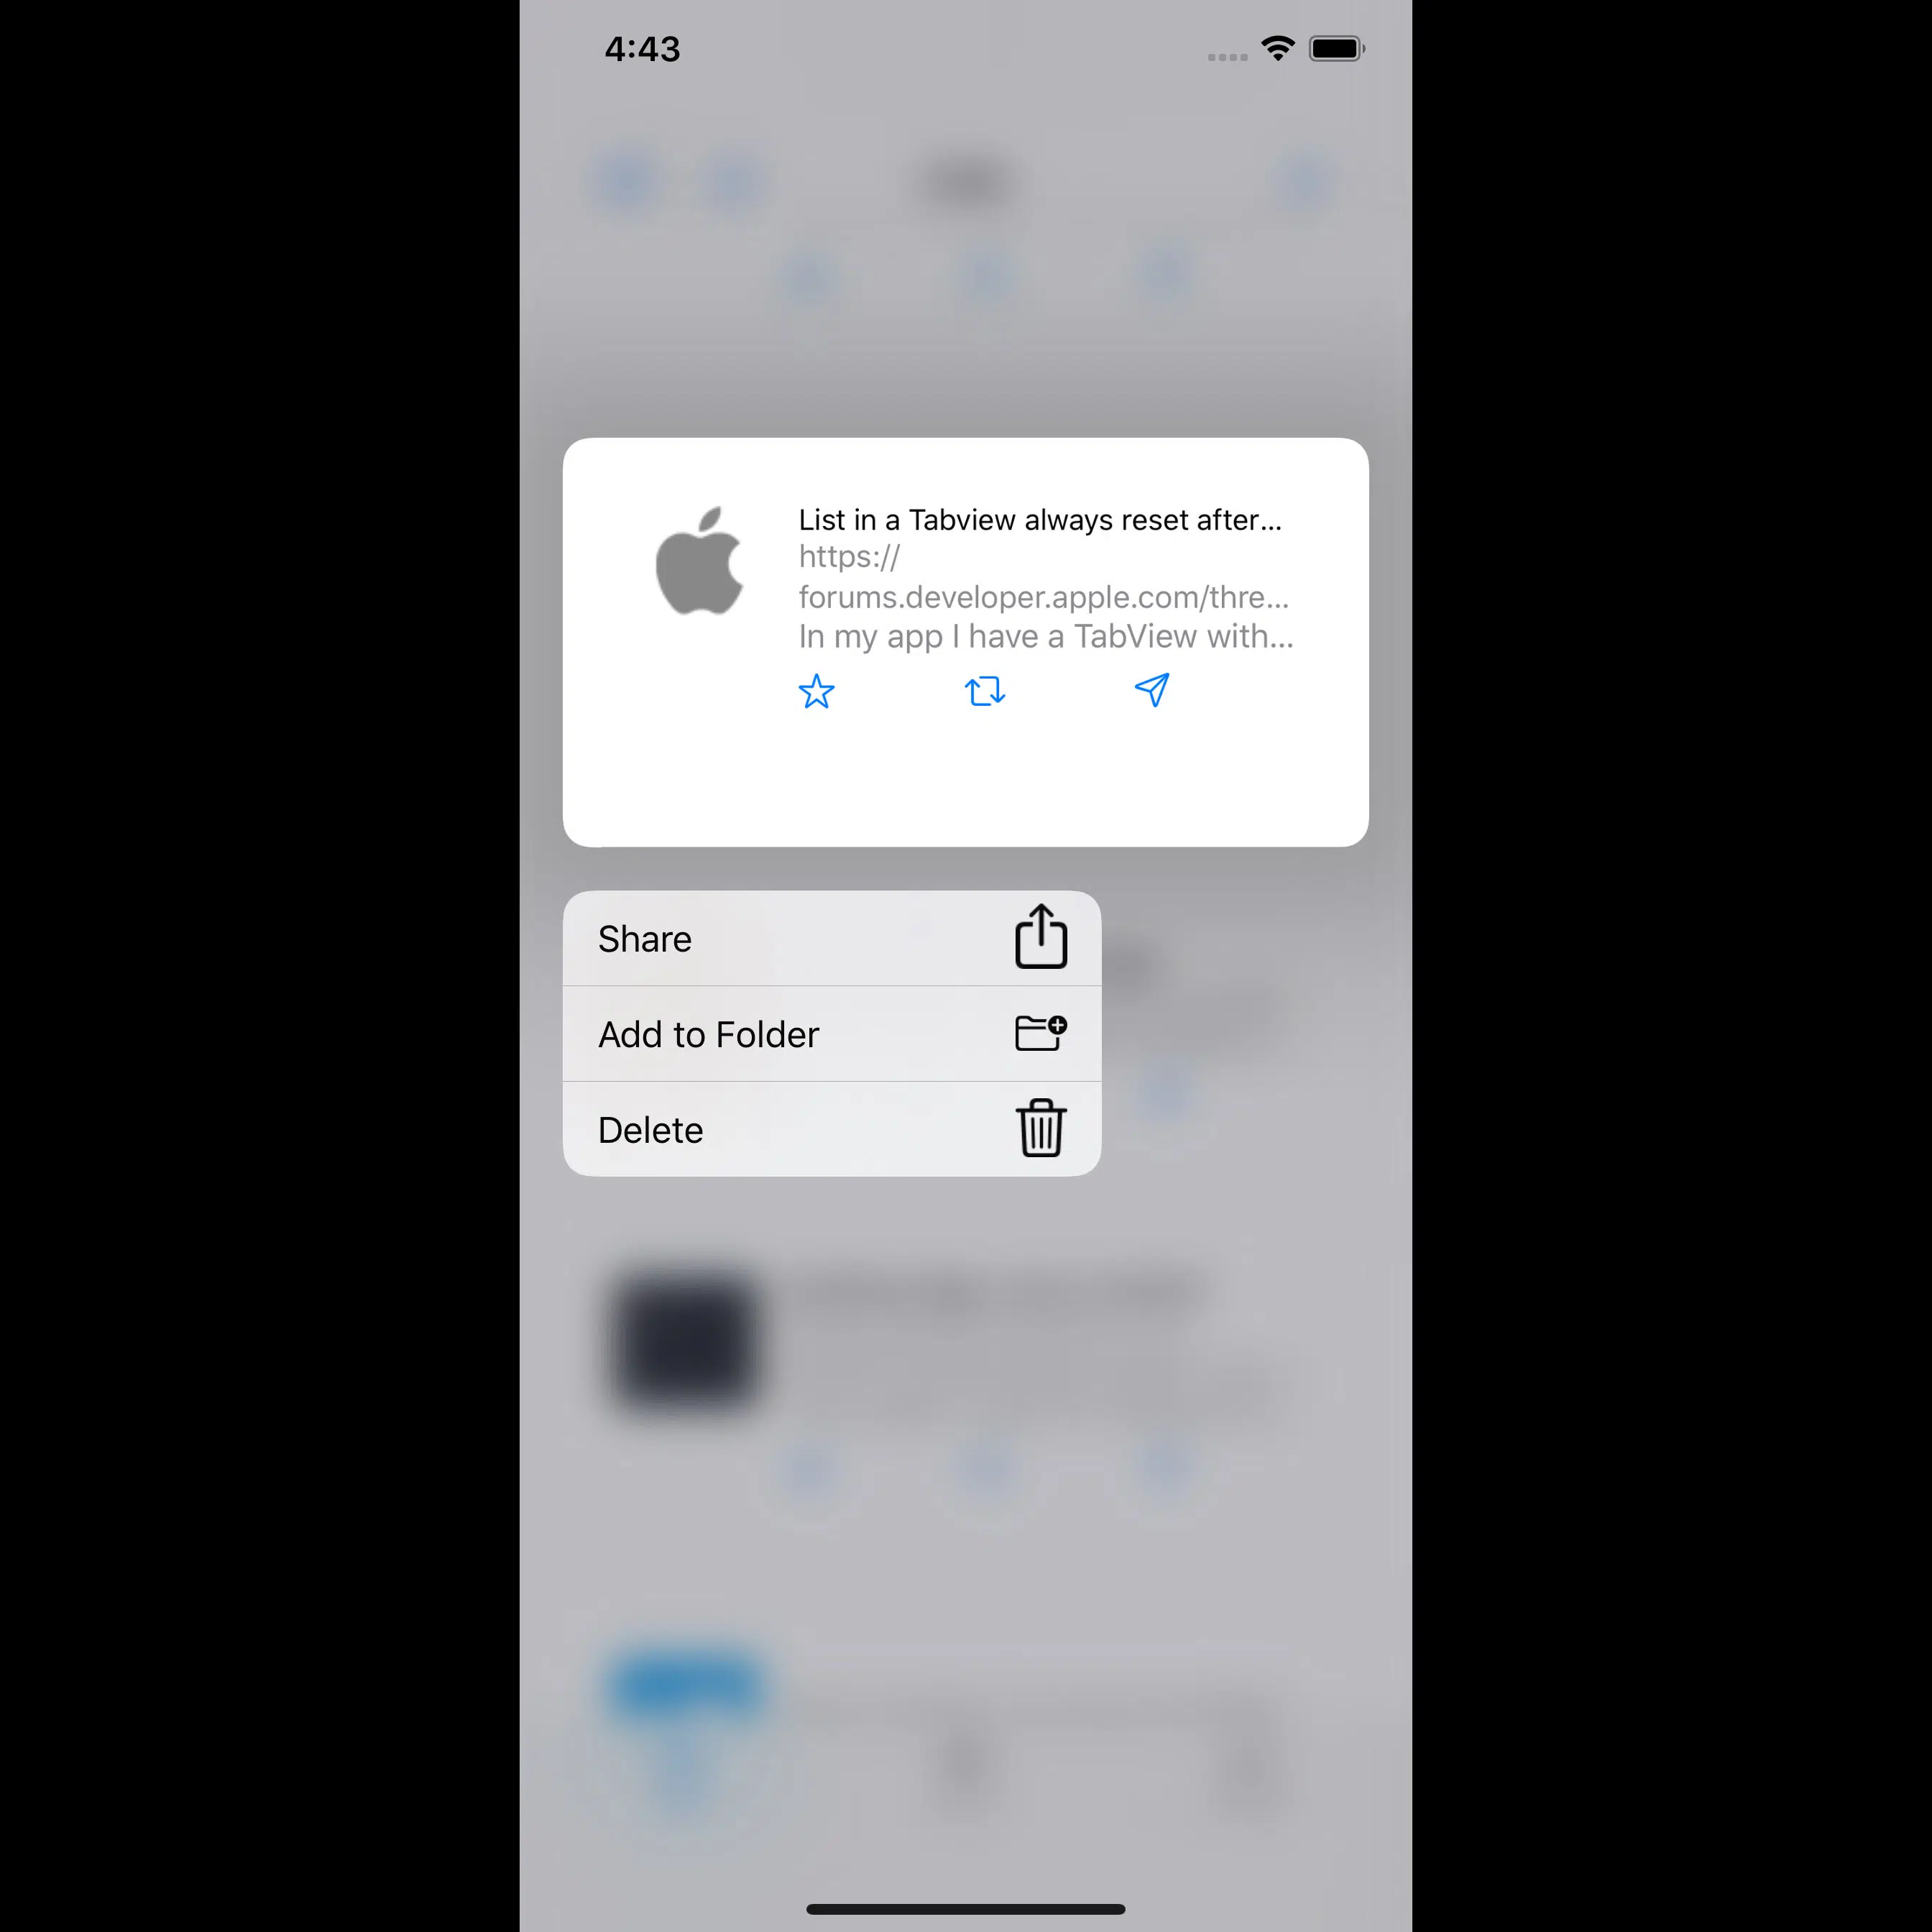 4:43
List in a Tabview always reset after...
https://
forums.developer.apple.com/thre...
In my app I have a TabView with...
Share
Add to Folder
Delete